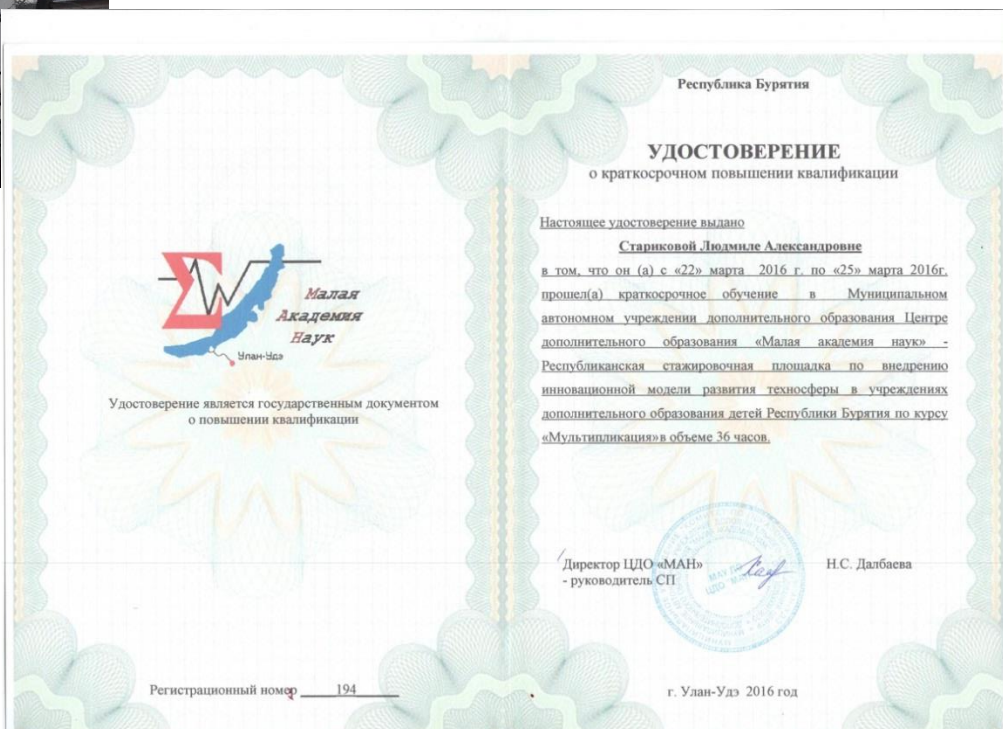 Малая
Академия
Наук
Улан-Удэ
Удостоверение является государственным документом
о повышении квалификации
Регистрационный номер 194
Республика Бурятия
УДОСТОВЕРЕНИЕ
о краткосрочном повышении квалификации
Настоящее удостоверение выдано
Стариковой Людмиле Александровне
в том, что он (а) с «22» марта 2016 г. по «25» марта 2016г.
прошел(а) краткосрочное обучение в Муниципальном
автономном учреждении дополнительного образования Центре
дополнительного образования «Малая академия наук» -
Республиканская стажировочная площадка по внедрению
инновационной модели развития техносферы в учреждениях
дополнительного образования детей Республики Бурятия по курсу
«Мультипликация»в объеме 36 часов.
Директор ЦДО «МАН»
- руководитель СП
Н.С. Далбаева
г. Улан-Удэ 2016 год